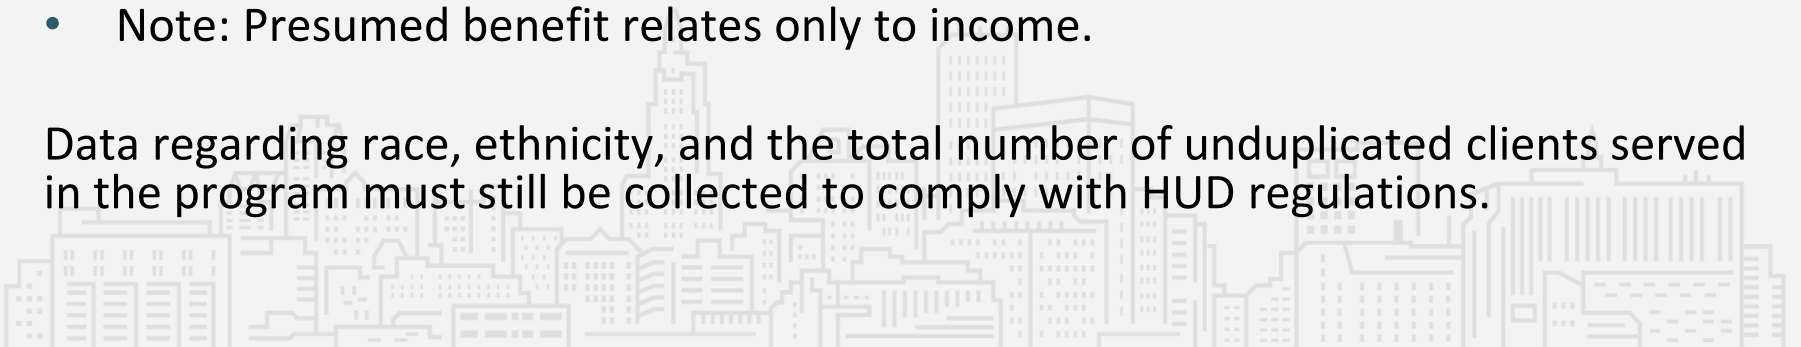 • Note: Presumed benefit relates only to income.
Data regarding race, ethnicity, and the total number of unduplicated clients served
in the program must still be collected to comply with HUD regulations.